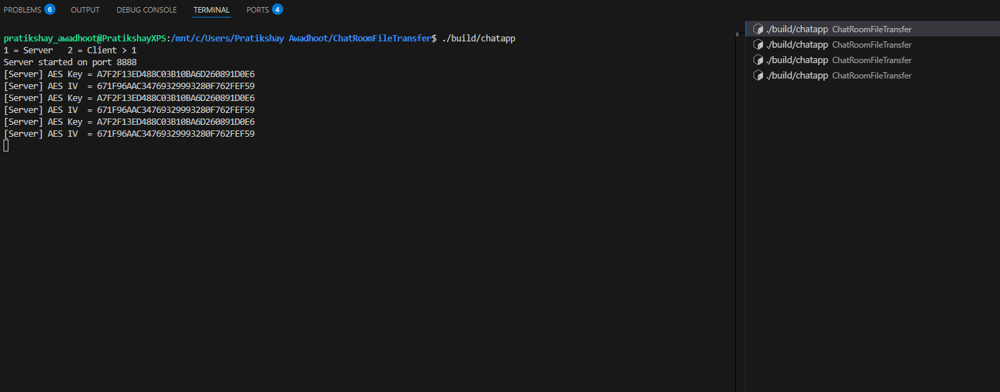 PROBLEMS 6 OUTPUT DEBUG CONSOLE TERMINAL PORTS 4
pratikshay_awadhoot@PratikshayXPS:/mnt/c/Users/Pratikshay Awadhoot/ChatRoomFileTransfer$ ./build/chatapp
1 = Server   2 = Client > 1
Server started on port 8888
[Server] AES Key = A7F2F13ED488C03B10BA6D260891D0E6
[Server] AES IV  = 671F96AAC34769329993280F762FEF59
[Server] AES Key = A7F2F13ED488C03B10BA6D260891D0E6
[Server] AES IV  = 671F96AAC34769329993280F762FEF59
[Server] AES Key = A7F2F13ED488C03B10BA6D260891D0E6
[Server] AES IV  = 671F96AAC34769329993280F762FEF59
./build/chatapp ChatRoomFileTransfer
./build/chatapp ChatRoomFileTransfer
./build/chatapp ChatRoomFileTransfer
./build/chatapp ChatRoomFileTransfer